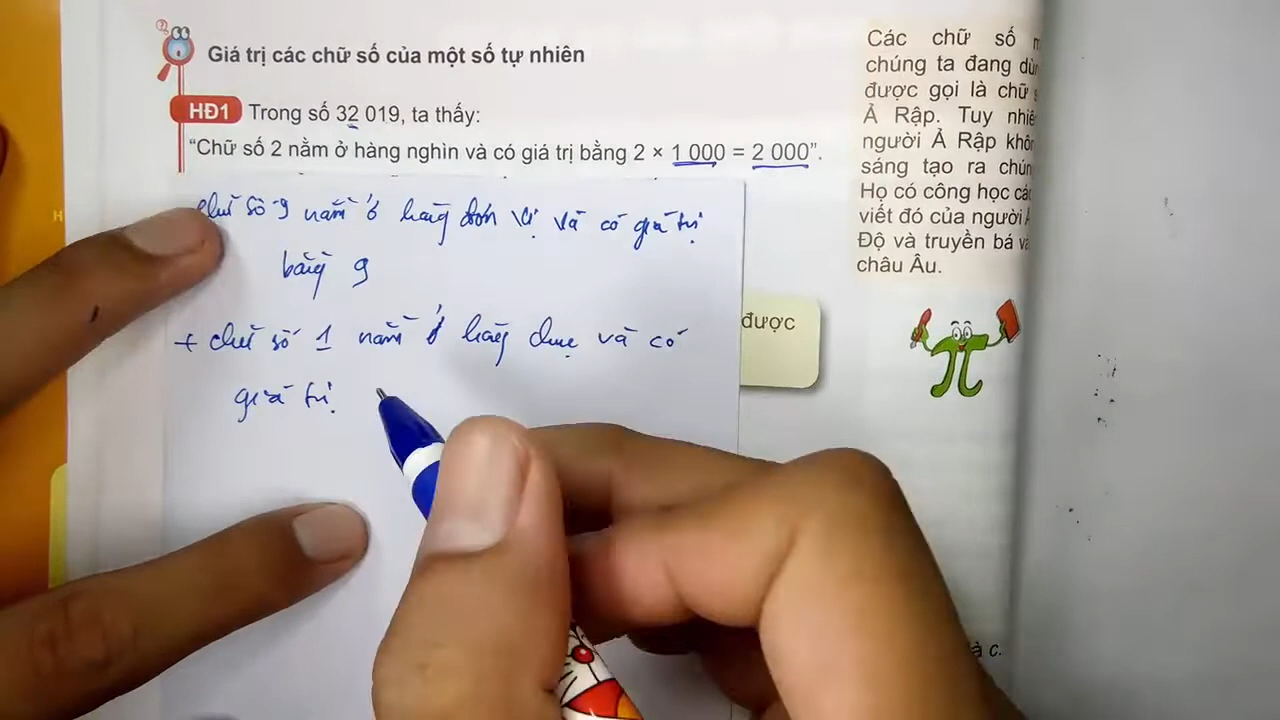 Giá trị các chữ số của một số tự nhiên
HĐ1 Trong số 32 019, ta thấy:
“Chữ số 2 nằm ở hàng nghìn và có giá trị bằng 2 × 1 000 = 2 000”.
chữ số 9 nằm ở hàng đơn vị và có giá trị
bằng 9
+ chữ số 1 nằm ở hàng chục và có
giá trị
được
Các chữ số
chúng ta đang
được gọi là chữ
Ả Rập. Tuy
người Ả Rập
sáng tạo ra
Họ có công học
viết đó của người
Độ và truyền bá
châu Âu.
c.